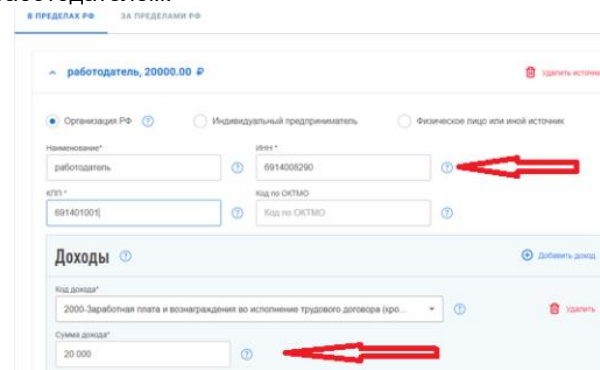 работодателем.
В ПРЕДЕЛАХ РФ ЗА ПРЕДЕЛАМИ РФ
работодатель, 20000.00 ₽ Удалить источник
Организация РФ Индивидуальный предприниматель Физическое лицо или иной источник
Наименование* ИНН *
работодатель 6914008290
КПП * Код по ОКТМО
691401001 Код по ОКТМО
Доходы Добавить доход
Код дохода*
2000-Заработная плата и вознаграждения во исполнение трудового договора (кро... Удалить
Сумма дохода*
20 000